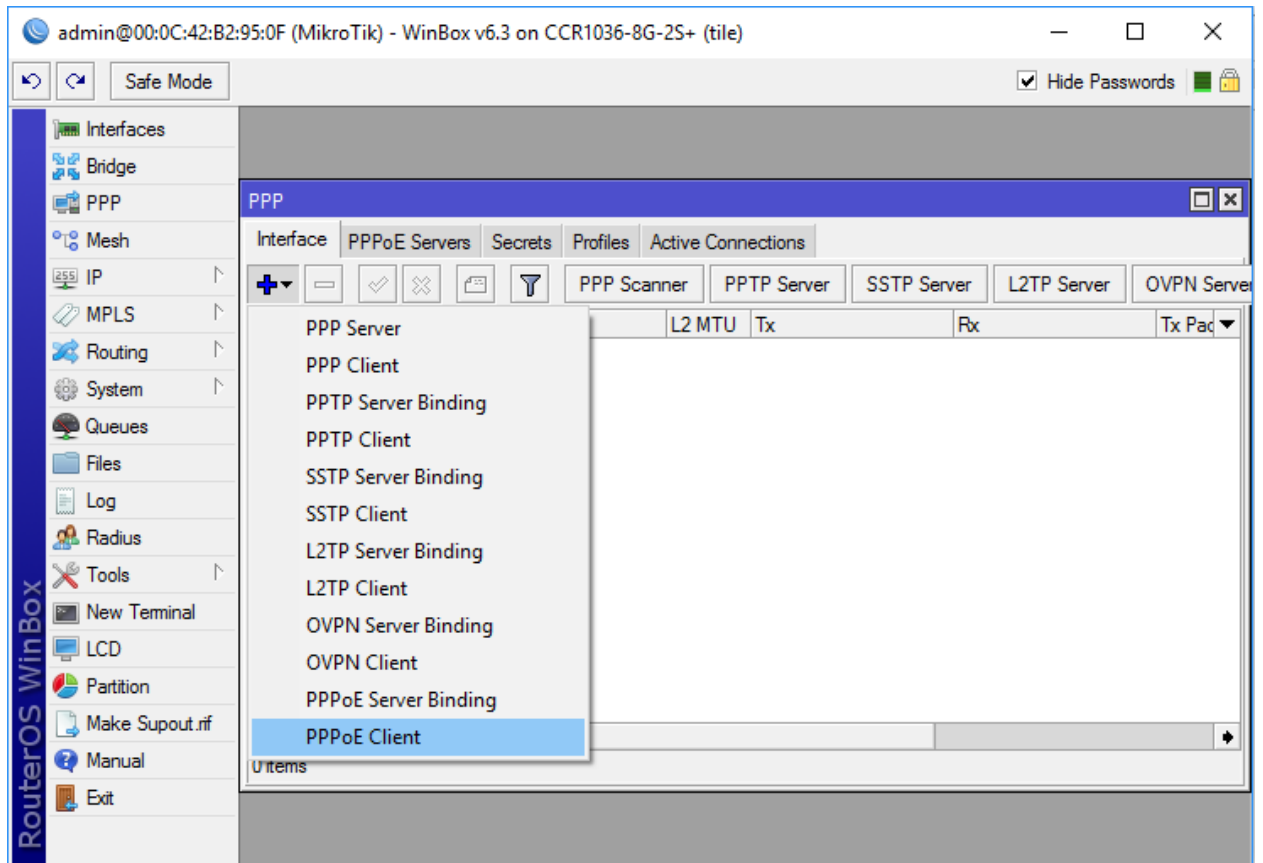 admin@00:0C:42:B2:95:0F (MikroTik) - WinBox v6.3 on CCR1036-8G-2S+ (tile)
Safe Mode
Hide Passwords
Interfaces
Bridge
PPP
Mesh
255 IP
MPLS
Routing
System
Queues
Files
Log
Radius
Tools
New Terminal
LCD
Partition
Make Supout.rif
Manual
Exit
RouterOS WinBox
PPP
Interface PPPoE Servers Secrets Profiles Active Connections
PPP Scanner PPTP Server SSTP Server L2TP Server OVPN Server
L2 MTU Tx Rx Tx Pac
PPP Server
PPP Client
PPTP Server Binding
PPTP Client
SSTP Server Binding
SSTP Client
L2TP Server Binding
L2TP Client
OVPN Server Binding
OVPN Client
PPPoE Server Binding
PPPoE Client
0 items